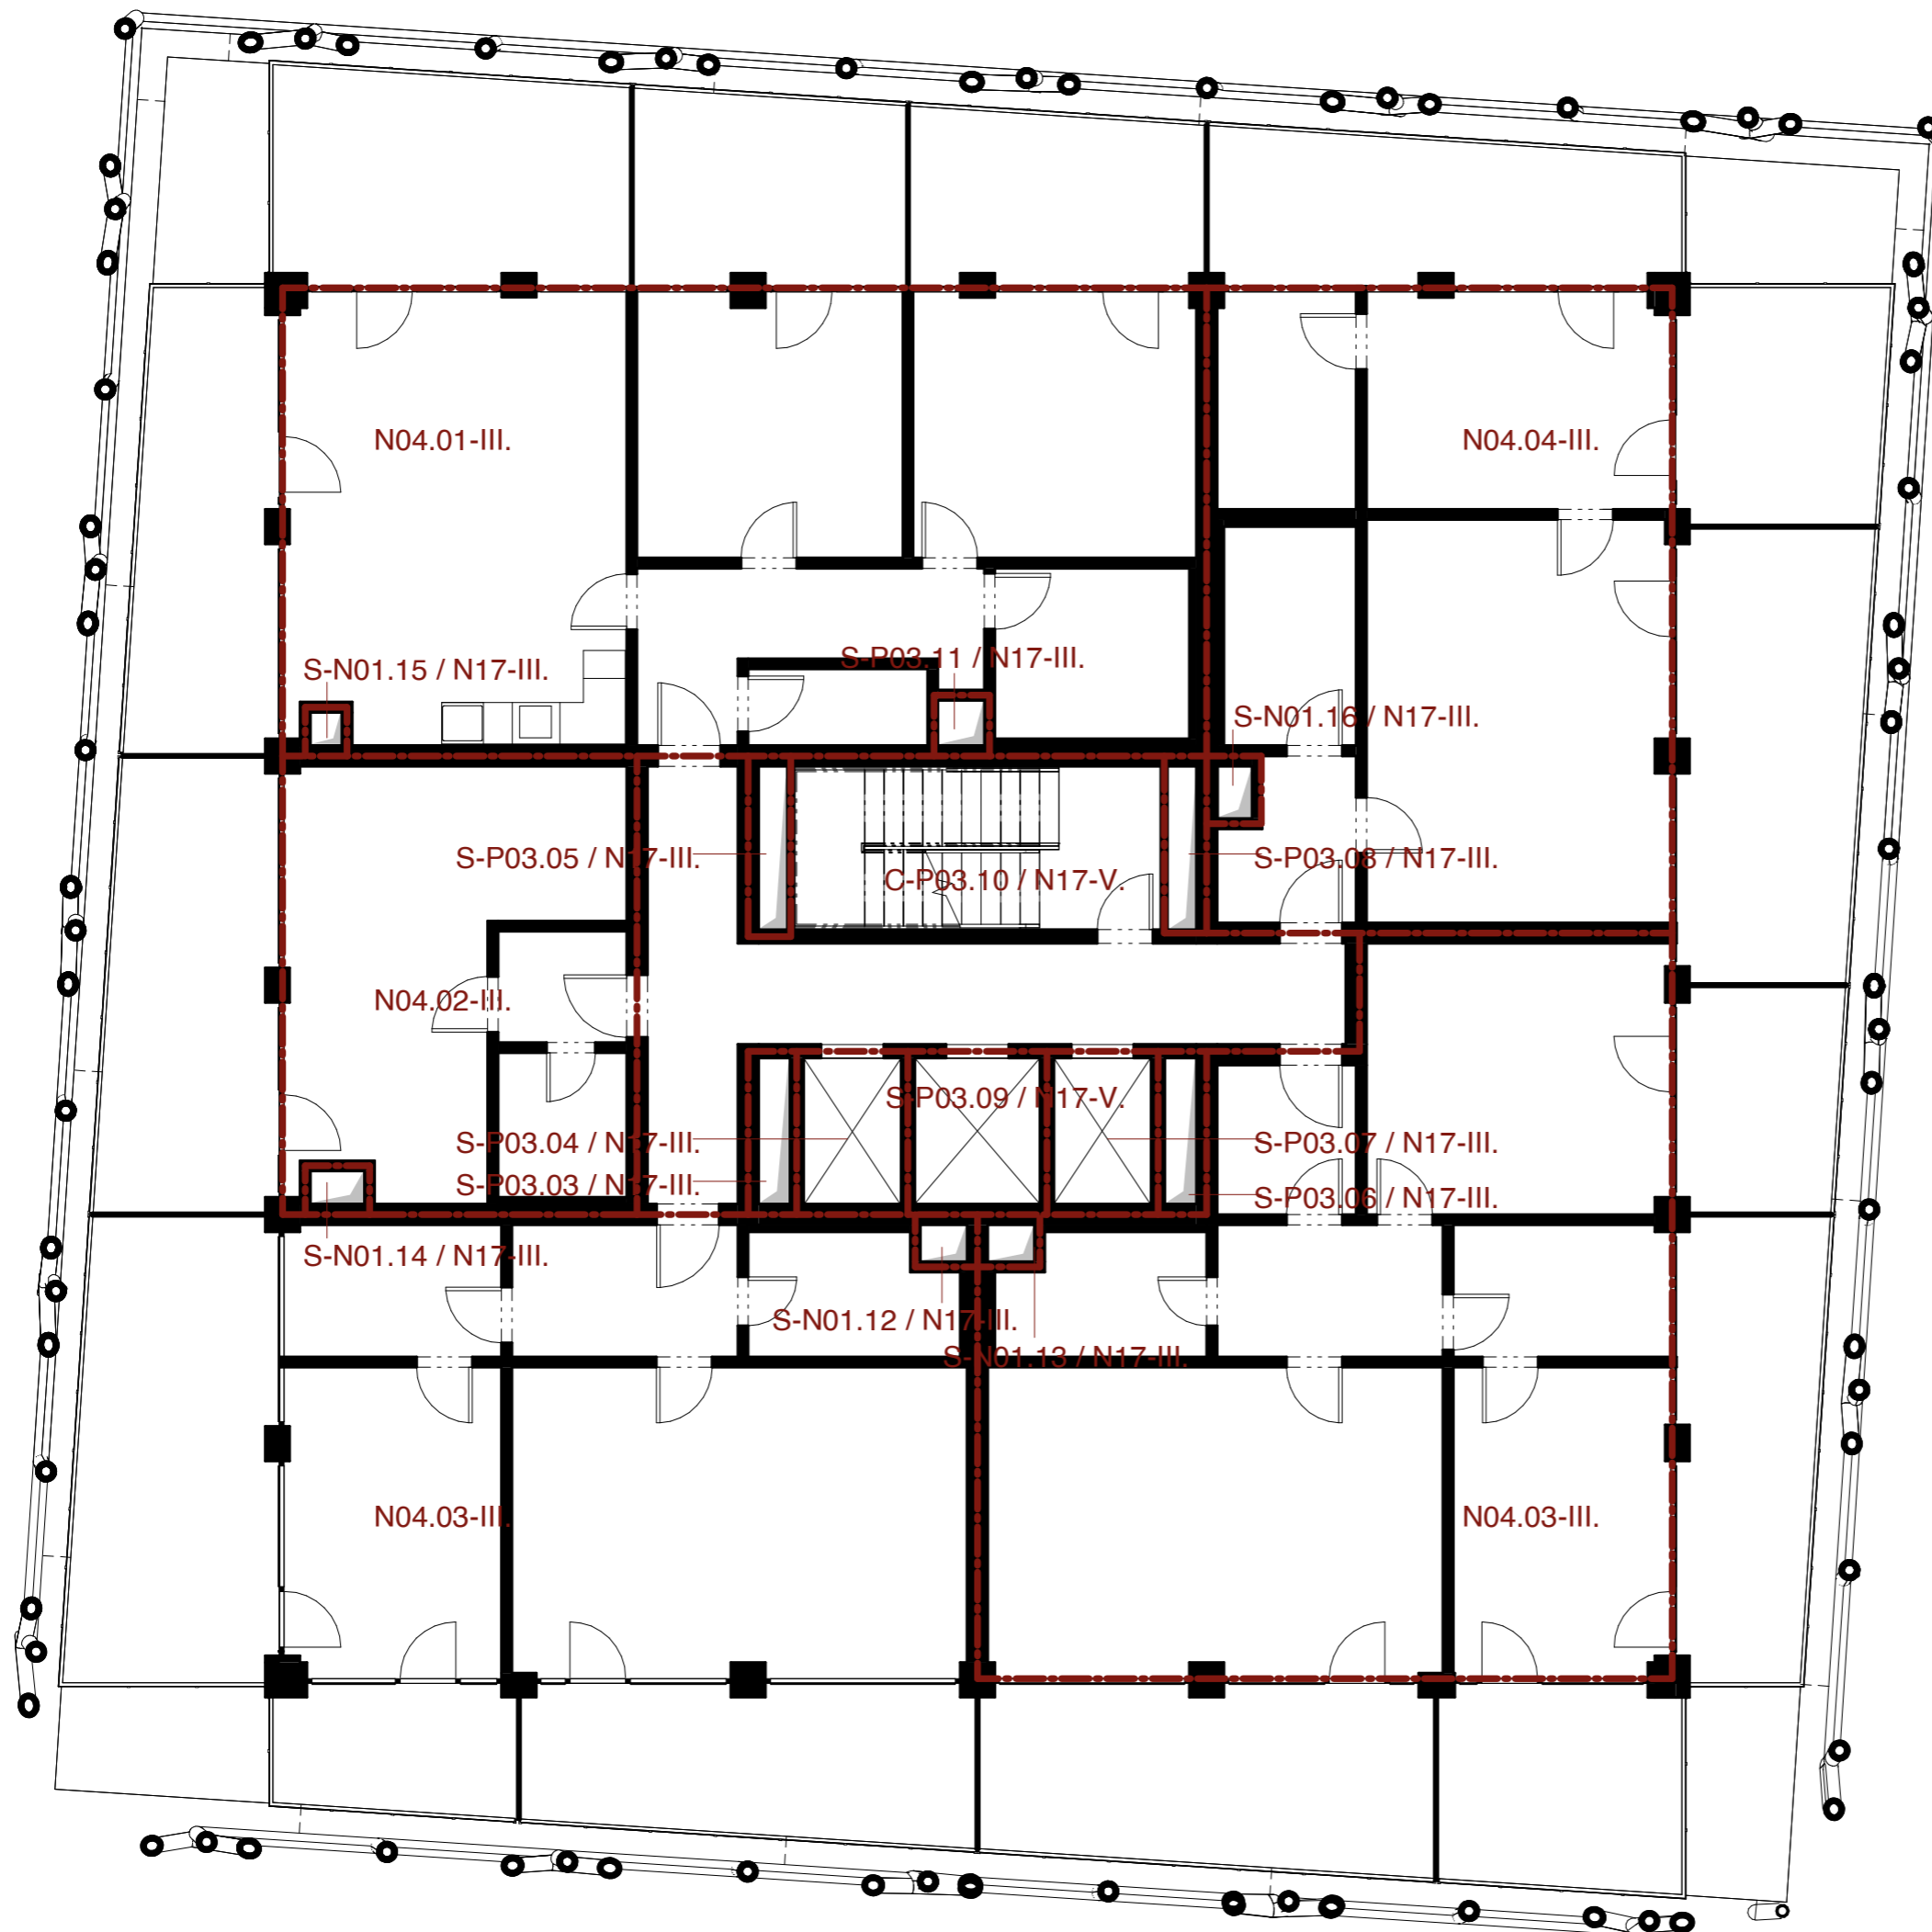 N04.01-III.
N04.04-III.
S-N01.15 / N17-III.
S-P03.11 / N17-III.
S-N01.16 / N17-III.
S-P03.05 / N17-III.
C-P03.10 / N17-V.
S-P03.08 / N17-III.
N04.02-III.
S-P03.09 / N17-V.
S-P03.04 / N17-III.
S-P03.07 / N17-III.
S-P03.03 / N17-III.
S-P03.06 / N17-III.
S-N01.14 / N17-III.
S-N01.12 / N17-III.
S-N01.13 / N17-III.
N04.03-III.
N04.03-III.